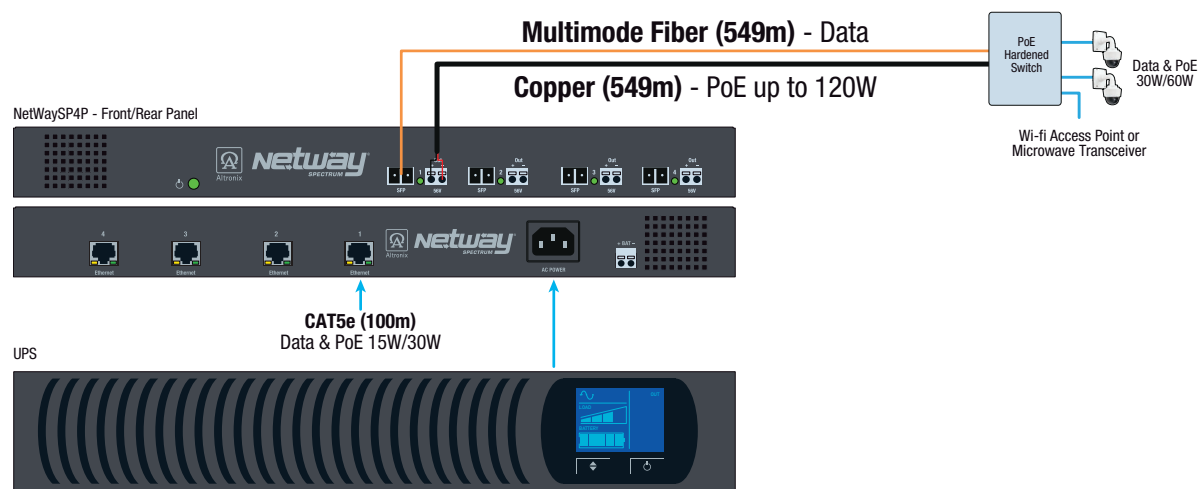 Multimode Fiber (549m) - Data
Copper (549m) - PoE up to 120W
PoE
Hardened
Switch
Data & PoE
30W/60W
Wi-fi Access Point or
Microwave Transceiver
NetWaySP4P - Front/Rear Panel
Altronix
Netway
SPECTRUM
SFP
1
56V
SFP
2
Out
+ -
56V
SFP
3
Out
+ -
56V
SFP
4
Out
+ -
56V
4
Ethernet
3
Ethernet
2
Ethernet
1
Ethernet
Altronix
Netway
SPECTRUM
AC POWER
+ BAT -
CAT5e (100m)
Data & PoE 15W/30W
UPS
OUT
LOAD
BATTERY